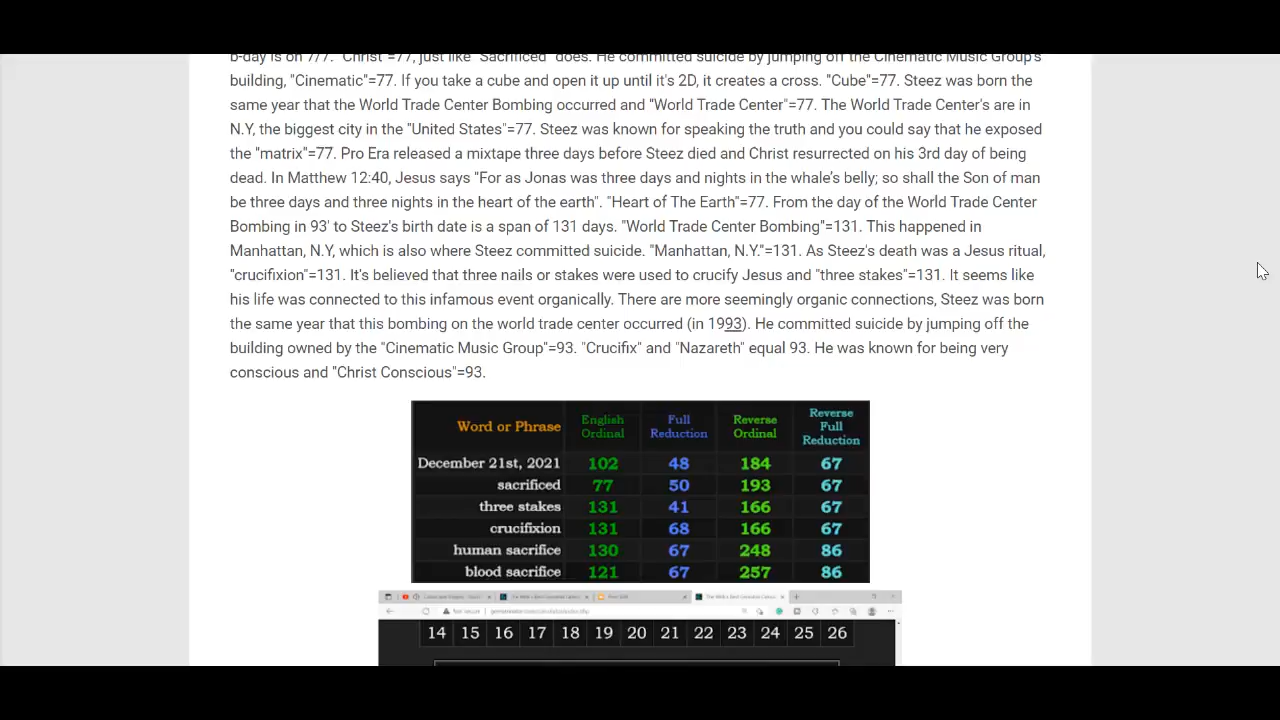 b-day is on 7/7. "Christ"=77, just like "Sacrificed" does. He committed suicide by jumping off the Cinematic Music Group's
building, "Cinematic"=77. If you take a cube and open it up until it's 2D, it creates a cross. "Cube"=77. Steez was born the
same year that the World Trade Center Bombing occurred and "World Trade Center"=77. The World Trade Center's are in
N.Y, the biggest city in the "United States"=77. Steez was known for speaking the truth and you could say that he exposed
the "matrix"=77. Pro Era released a mixtape three days before Steez died and Christ resurrected on his 3rd day of being
dead. In Matthew 12:40, Jesus says "For as Jonas was three days and nights in the whale's belly; so shall the Son of man
be three days and three nights in the heart of the earth". "Heart of The Earth"=77. From the day of the World Trade Center
Bombing in 93' to Steez's birth date is a span of 131 days. "World Trade Center Bombing"=131. This happened in
Manhattan, N.Y, which is also where Steez committed suicide. "Manhattan, N.Y."=131. As Steez's death was a Jesus ritual,
"crucifixion"=131. It's believed that three nails or stakes were used to crucify Jesus and "three stakes"=131. It seems like
his life was connected to this infamous event organically. There are more seemingly organic connections, Steez was born
the same year that this bombing on the world trade center occurred (in 1993). He committed suicide by jumping off the
building owned by the "Cinematic Music Group"=93. "Crucifix" and "Nazareth" equal 93. He was known for being very
conscious and "Christ Conscious"=93.
Word or Phrase English Ordinal Full Reduction Reverse Ordinal Reverse Full Reduction
December 21st, 2021 102 48 184 67
sacrificed 77 50 193 67
three stakes 131 41 166 67
crucifixion 131 68 166 67
human sacrifice 130 67 248 86
blood sacrifice 121 67 257 86
14 15 16 17 18 19 20 21 22 23 24 25 26